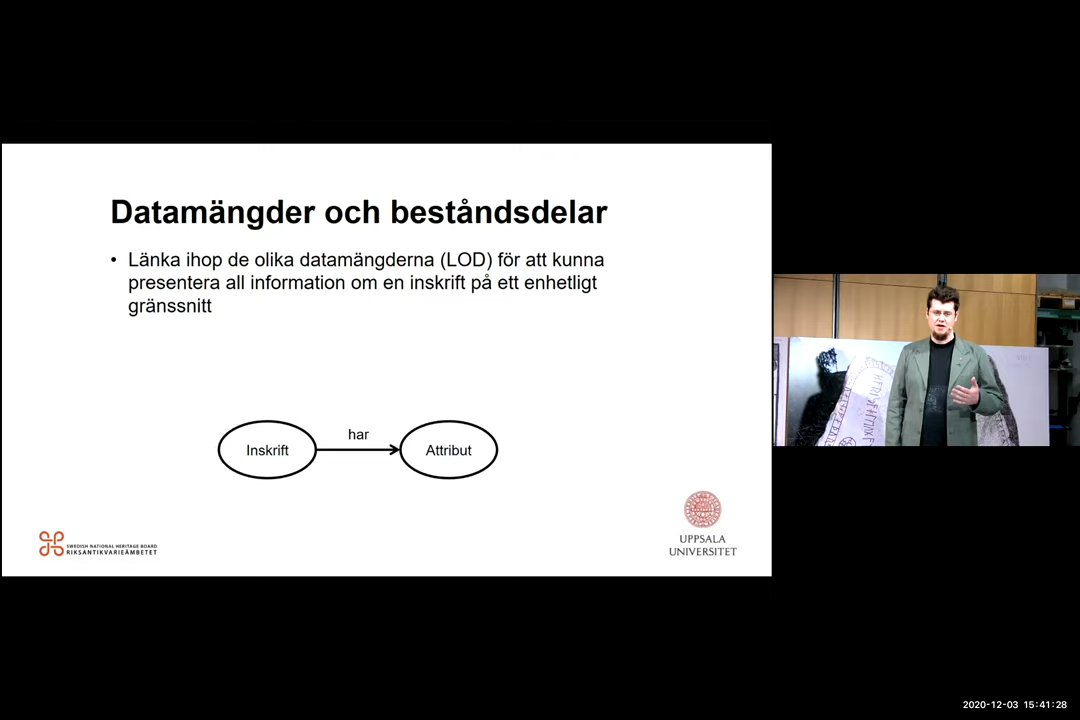 Datamängder och beståndsdelar
• Länka ihop de olika datamängderna (LOD) för att kunna
presentera all information om en inskrift på ett enhetligt
gränssnitt
har
Inskrift
Attribut
SWEDISH NATIONAL HERITAGE BOARD
RIKSANTIKVARIEÄMBETET
UPPSALA
UNIVERSITET
2020-12-03 15:41:28